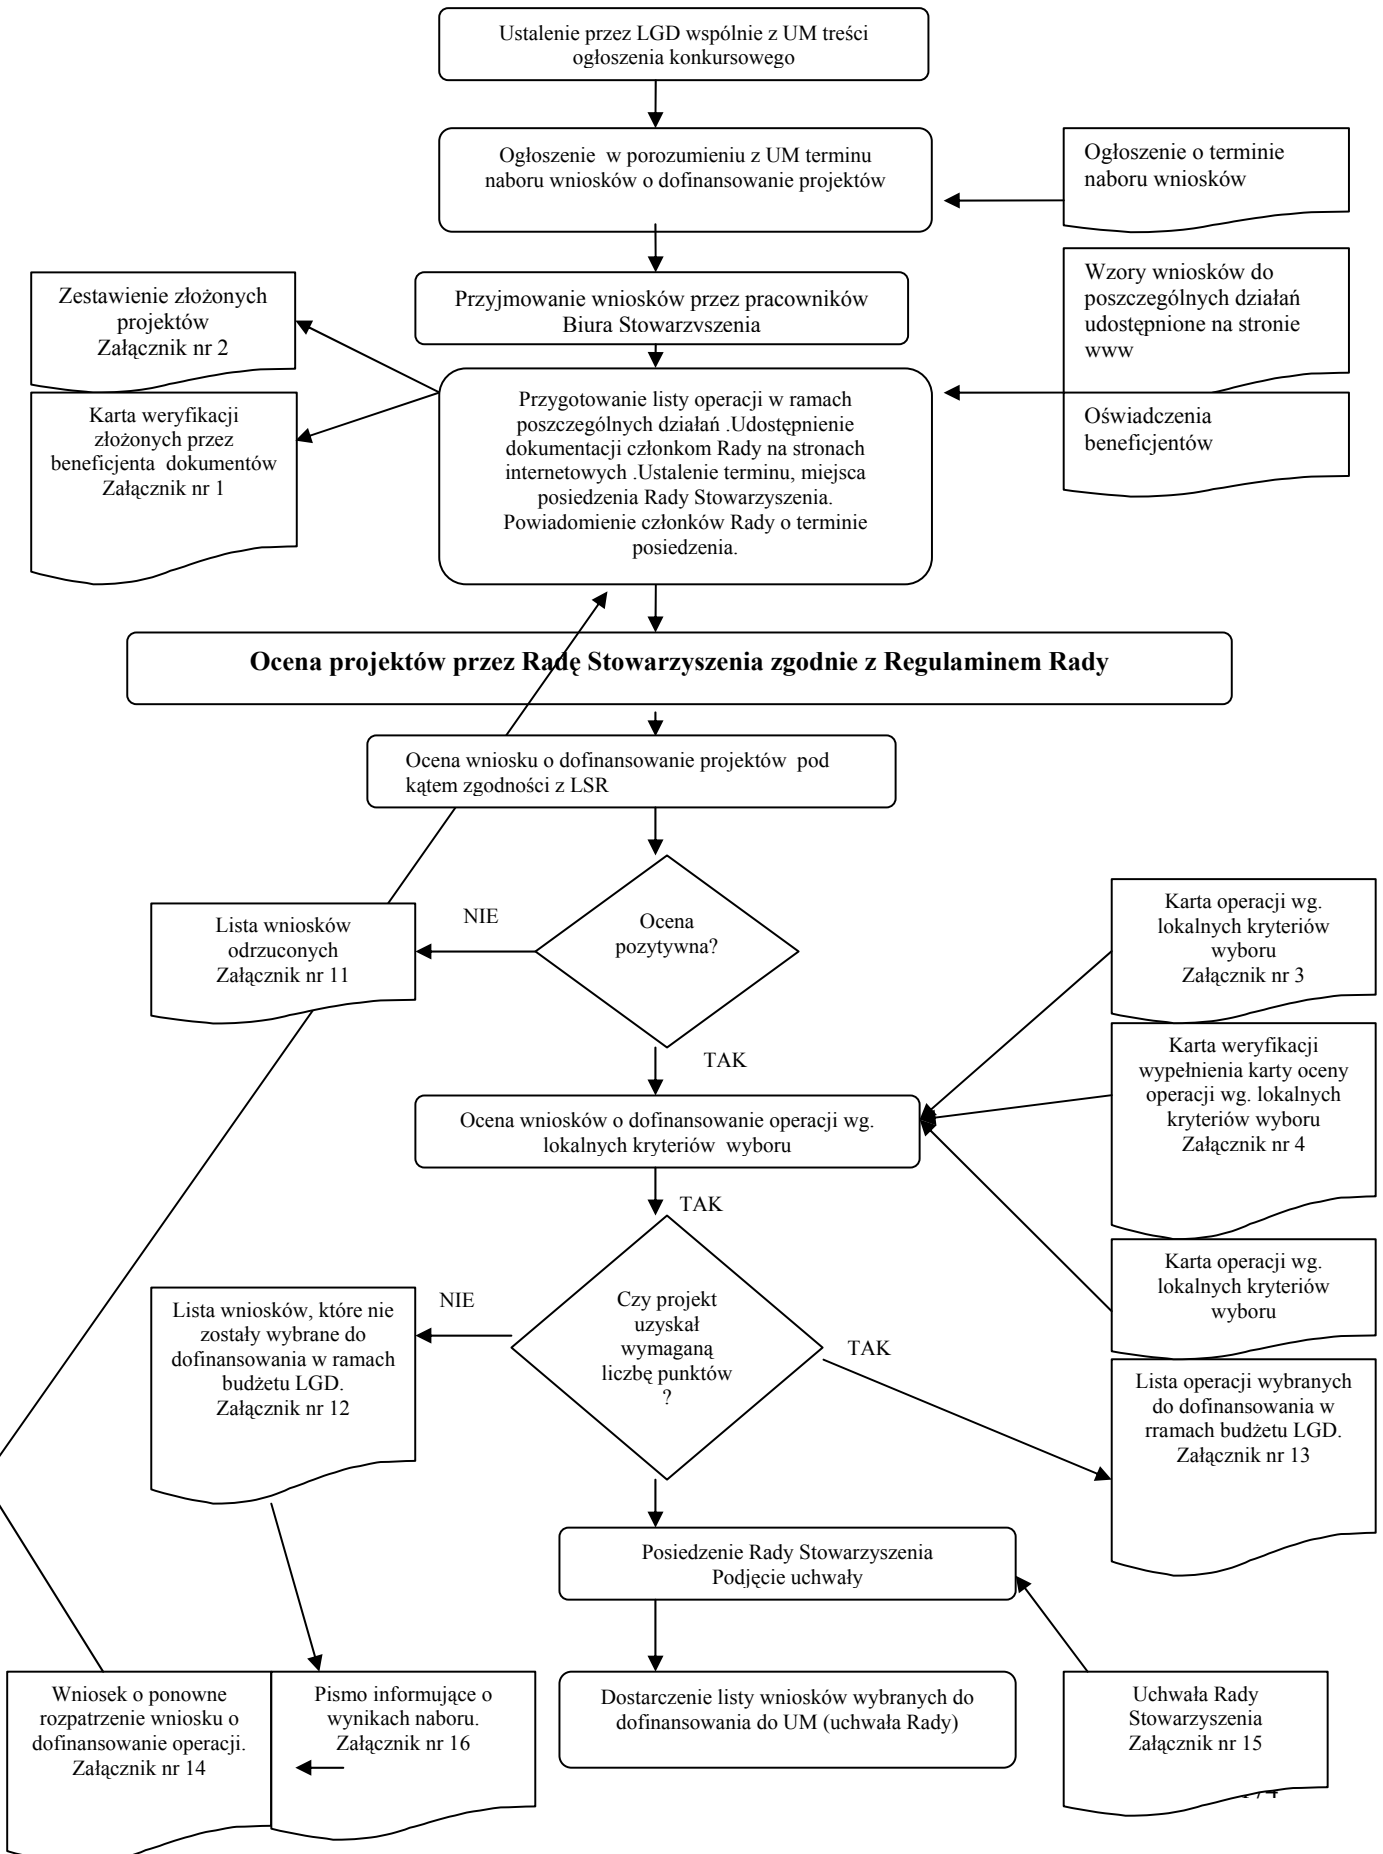 Ustalenie przez LGD wspólnie z UM treści
ogłoszenia konkursowego
Ogłoszenie w porozumieniu z UM terminu
naboru wniosków o dofinansowanie projektów
Ogłoszenie o terminie
naboru wniosków
Wzory wniosków do
poszczególnych działań
udostępnione na stronie
www
Zestawienie złożonych
projektów
Załącznik nr 2
Przyjmowanie wniosków przez pracowników
Biura Stowarzyszenia
Karta weryfikacji
złożonych przez
beneficjenta dokumentów
Załącznik nr 1
Przygotowanie listy operacji w ramach
poszczególnych działań .Udostępnienie
dokumentacji członkom Rady na stronach
internetowych .Ustalenie terminu, miejsca
posiedzenia Rady Stowarzyszenia.
Powiadomienie członków Rady o terminie
posiedzenia.
Oświadczenia
beneficjentów
Ocena projektów przez Radę Stowarzyszenia zgodnie z Regulaminem Rady
Ocena wniosku o dofinansowanie projektów pod
kątem zgodności z LSR
Ocena
pozytywna?
NIE
Lista wniosków
odrzuconych
Załącznik nr 11
TAK
Karta operacji wg.
lokalnych kryteriów
wyboru
Załącznik nr 3
Karta weryfikacji
wypełnienia karty oceny
operacji wg. lokalnych
kryteriów wyboru
Załącznik nr 4
Ocena wniosków o dofinansowanie operacji wg.
lokalnych kryteriów wyboru
TAK
Karta operacji wg.
lokalnych kryteriów
wyboru
Czy projekt
uzyskał
wymaganą
liczbę punktów
?
NIE
Lista wniosków, które nie
zostały wybrane do
dofinansowania w ramach
budżetu LGD.
Załącznik nr 12
TAK
Lista operacji wybranych
do dofinansowania w
rramach budżetu LGD.
Załącznik nr 13
Posiedzenie Rady Stowarzyszenia
Podjęcie uchwały
Wniosek o ponowne
rozpatrzenie wniosku o
dofinansowanie operacji.
Załącznik nr 14
Pismo informujące o
wynikach naboru.
Załącznik nr 16
Dostarczenie listy wniosków wybranych do
dofinansowania do UM (uchwała Rady)
Uchwała Rady
Stowarzyszenia
Załącznik nr 15